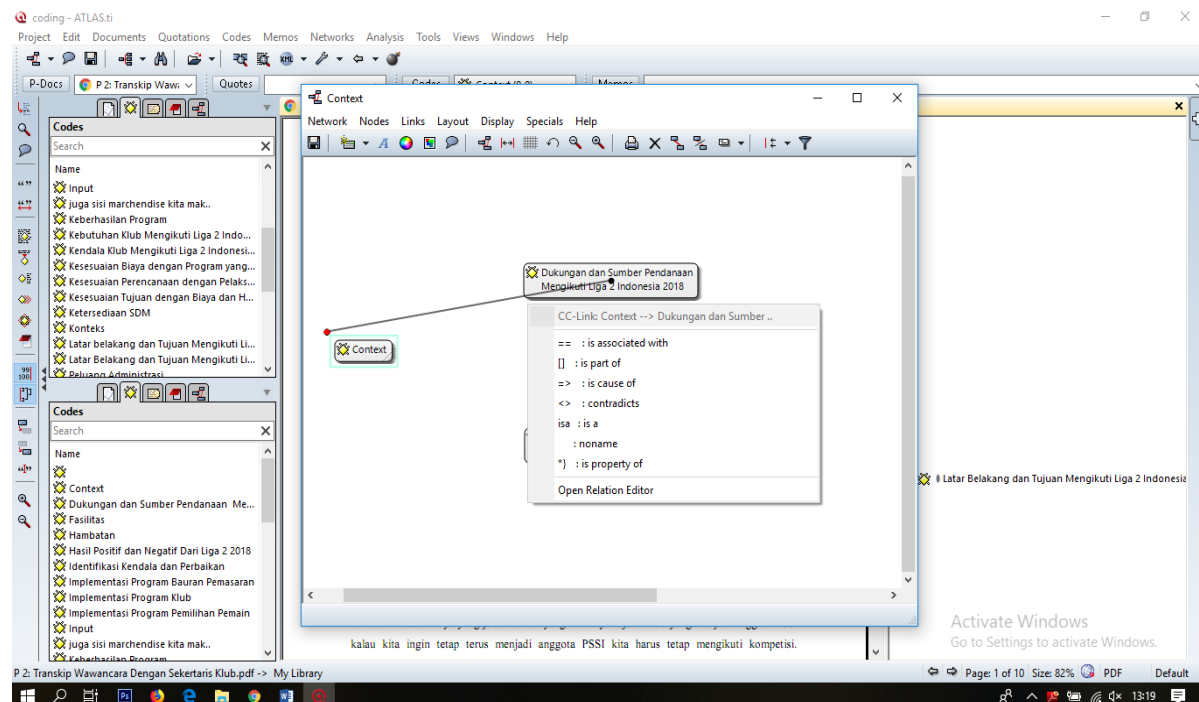 coding - ATLAS.ti
Project Edit Documents Quotations Codes Memos Networks Analysis Tools Views Windows Help
P-Docs P 2: Transkip Wawa Quotes Codes Context {0-0} Memos
Context
Network Nodes Links Layout Display Specials Help
Codes
Search
Name
Input
juga sisi marchendise kita mak..
Keberhasilan Program
Kebutuhan Klub Mengikuti Liga 2 Indo...
Kendala Klub Mengikuti Liga 2 Indonesi...
Kesesuaian Biaya dengan Program yang...
Kesesuaian Perencanaan dengan Pelaks...
Kesesuaian Tujuan dengan Biaya dan H...
Ketersediaan SDM
Konteks
Latar belakang dan Tujuan Mengikuti Li...
Latar Belakang dan Tujuan Mengikuti Li...
Peluang Administrasi
Codes
Search
Name
Context
Dukungan dan Sumber Pendanaan Me...
Fasilitas
Hambatan
Hasil Positif dan Negatif Dari Liga 2 2018
Identifikasi Kendala dan Perbaikan
Implementasi Program Bauran Pemasaran
Implementasi Program Klub
Implementasi Program Pemilihan Pemain
Input
juga sisi marchendise kita mak..
Keberhasilan Program
Dukungan dan Sumber Pendanaan
Mengikuti Liga 2 Indonesia 2018
Context
CC-Link: Context --> Dukungan dan Sumber ..
== : is associated with
[] : is part of
=> : is cause of
<> : contradicts
isa : is a
: noname
*} : is property of
Open Relation Editor
Latar Belakang dan Tujuan Mengikuti Liga 2 Indonesia
kalau kita ingin tetap terus menjadi anggota PSSI kita harus tetap mengikuti kompetisi.
Activate Windows
Go to Settings to activate Windows.
P 2: Transkip Wawancara Dengan Sekertaris Klub.pdf -> My Library
Page: 1 of 10 Size: 82% PDF Default
13:19